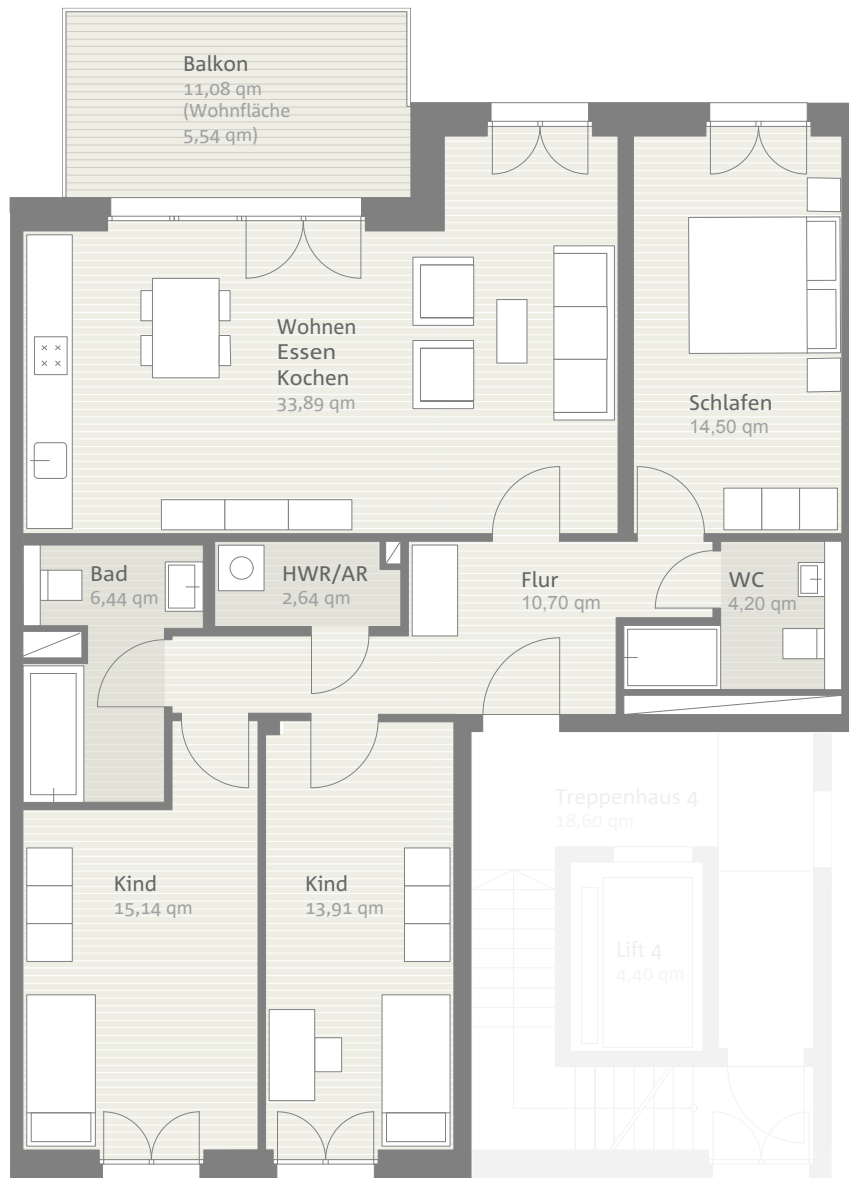 Balkon
11,08 qm
(Wohnfläche
5,54 qm)
Wohnen
Essen
Kochen
33,89 qm
Schlafen
14,50 qm
Bad
6,44 qm
HWR/AR
2,64 qm
Flur
10,70 qm
WC
4,20 qm
Treppenhaus 4
18,60 qm
Kind
15,14 qm
Kind
13,91 qm
Lift 4
4,40 qm